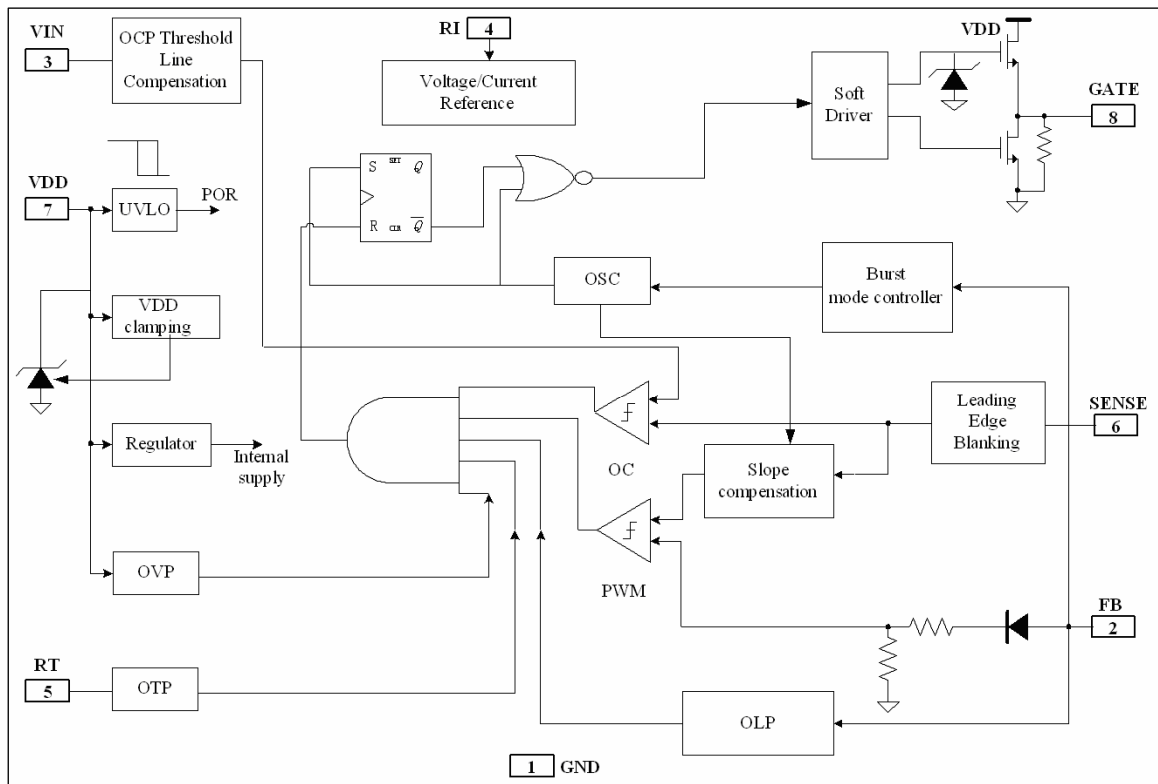 VIN
3
OCP Threshold
Line
Compensation
RI
4
Voltage/Current
Reference
VDD
Soft
Driver
GATE
8
S
SET
Q
R
CLR
Q
VDD
7
UVLO
POR
OSC
Burst
mode controller
VDD
clamping
Regulator
Internal
supply
OC
Slope
compensation
Leading
Edge
Blanking
SENSE
6
OVP
PWM
FB
2
RT
5
OTP
OLP
1
GND